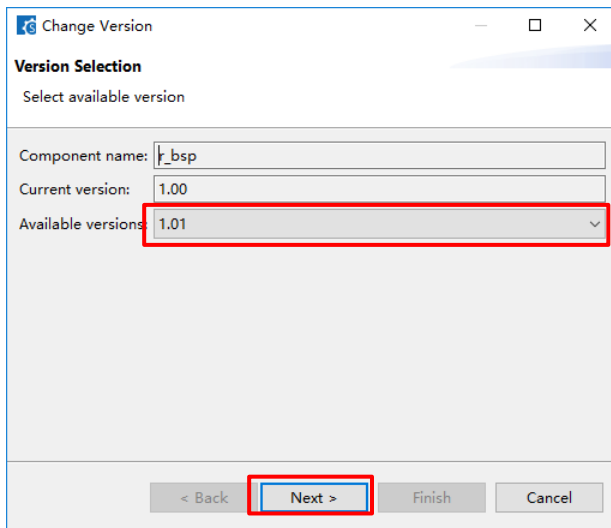 Change Version
Version Selection
Select available version
Component name: r_bsp
Current version: 1.00
Available versions: 1.01
< Back Next > Finish Cancel